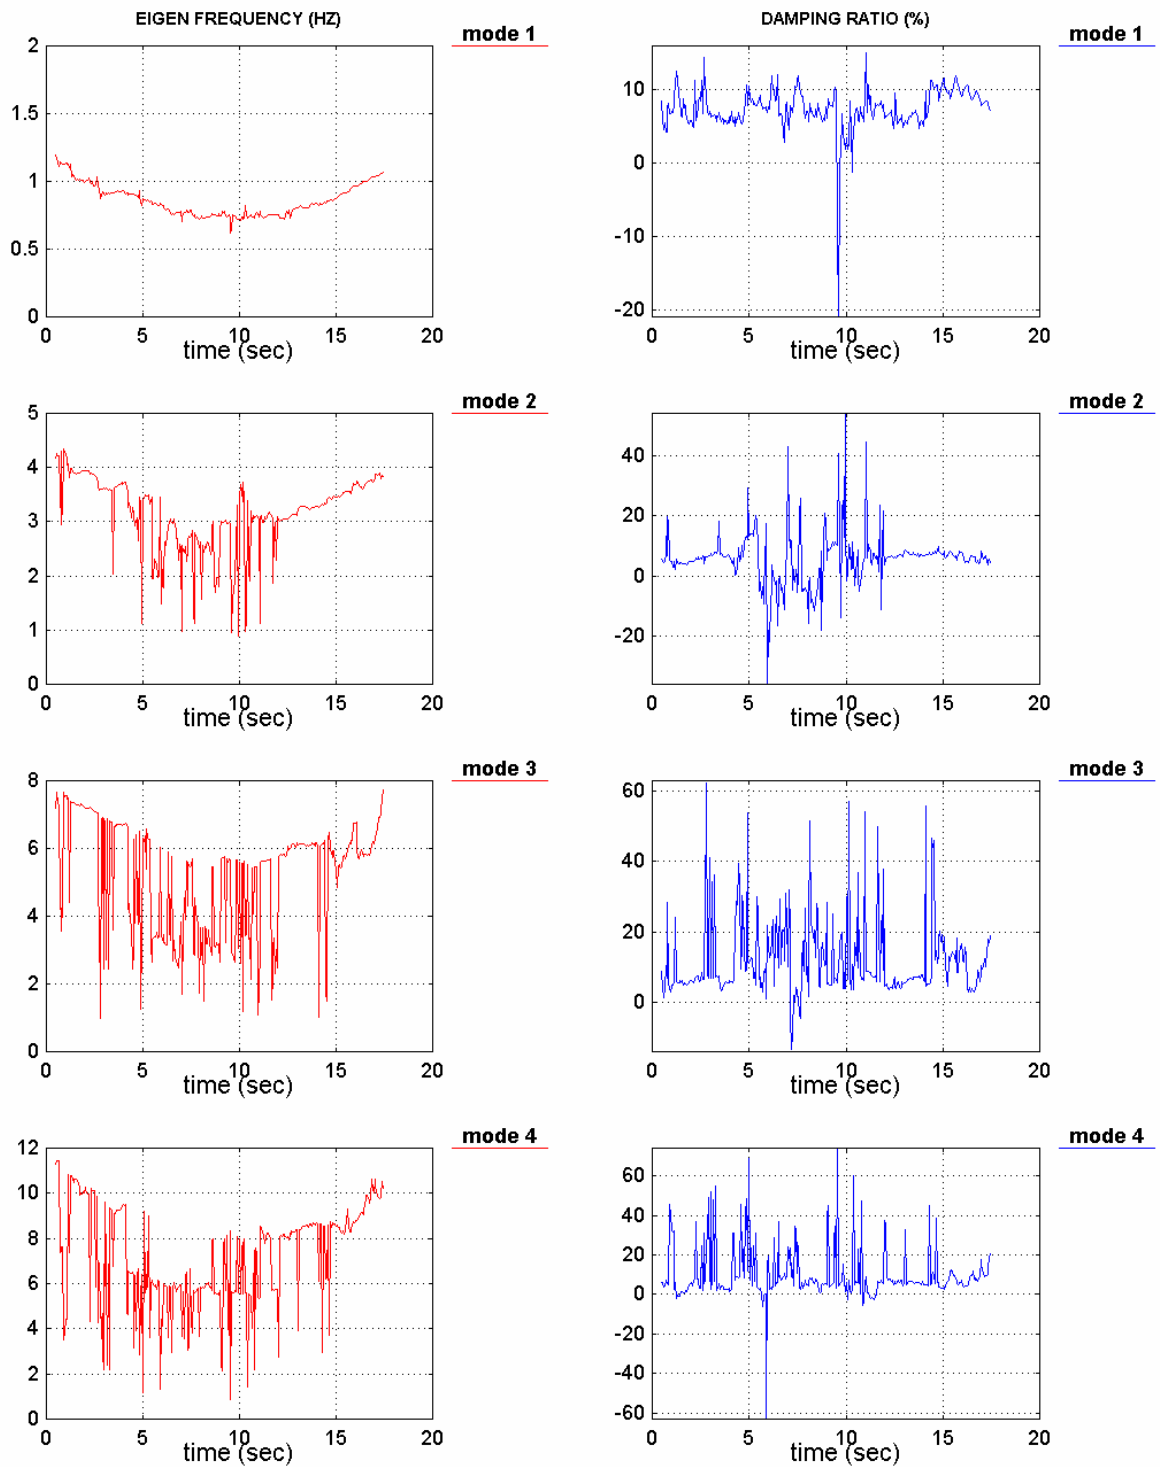 EIGEN FREQUENCY (HZ)
DAMPING RATIO (%)
mode 1
mode 1
2
1.5
1
0.5
0
0 5 10 15 20
time (sec)
10
0
-10
-20
0 5 10 15 20
time (sec)
mode 2
mode 2
5
4
3
2
1
0
0 5 10 15 20
time (sec)
40
20
0
-20
0 5 10 15 20
time (sec)
mode 3
mode 3
8
6
4
2
0
0 5 10 15 20
time (sec)
60
40
20
0
0 5 10 15 20
time (sec)
mode 4
mode 4
12
10
8
6
4
2
0
0 5 10 15 20
time (sec)
60
40
20
0
-20
-40
-60
0 5 10 15 20
time (sec)